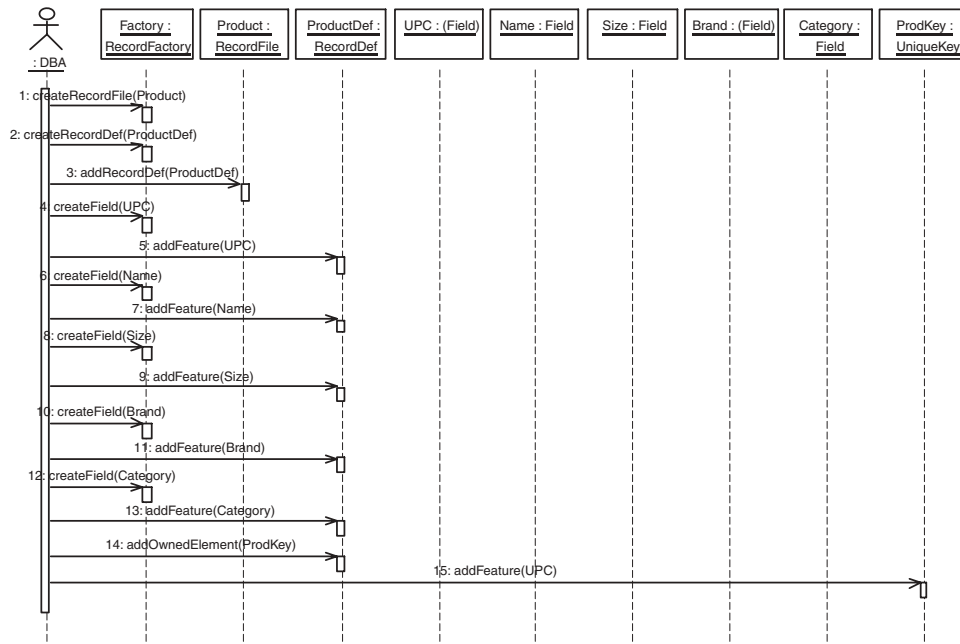 Factory :
RecordFactory
Product :
RecordFile
ProductDef :
RecordDef
UPC : (Field)
Name : Field
Size : Field
Brand : (Field)
Category :
Field
ProdKey :
UniqueKey
: DBA
1: createRecordFile(Product)
2: createRecordDef(ProductDef)
3: addRecordDef(ProductDef)
4: createField(UPC)
5: addFeature(UPC)
6: createField(Name)
7: addFeature(Name)
8: createField(Size)
9: addFeature(Size)
10: createField(Brand)
11: addFeature(Brand)
12: createField(Category)
13: addFeature(Category)
14: addOwnedElement(ProdKey)
15: addFeature(UPC)